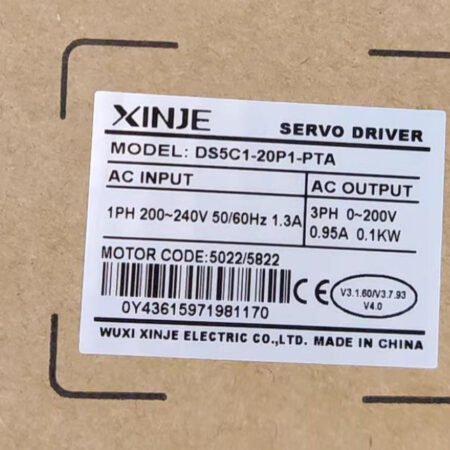 XINJE
SERVO DRIVER
MODEL: DS5C1-20P1-PTA
AC INPUT
1PH 200~240V 50/60Hz 1.3A
AC OUTPUT
3PH 0~200V
0.95A 0.1KW
MOTOR CODE:5022/5822
0Y43615971981170
CE
V3.1.60/V3.7.93
V4.0
WUXI XINJE ELECTRIC CO.,LTD. MADE IN CHINA